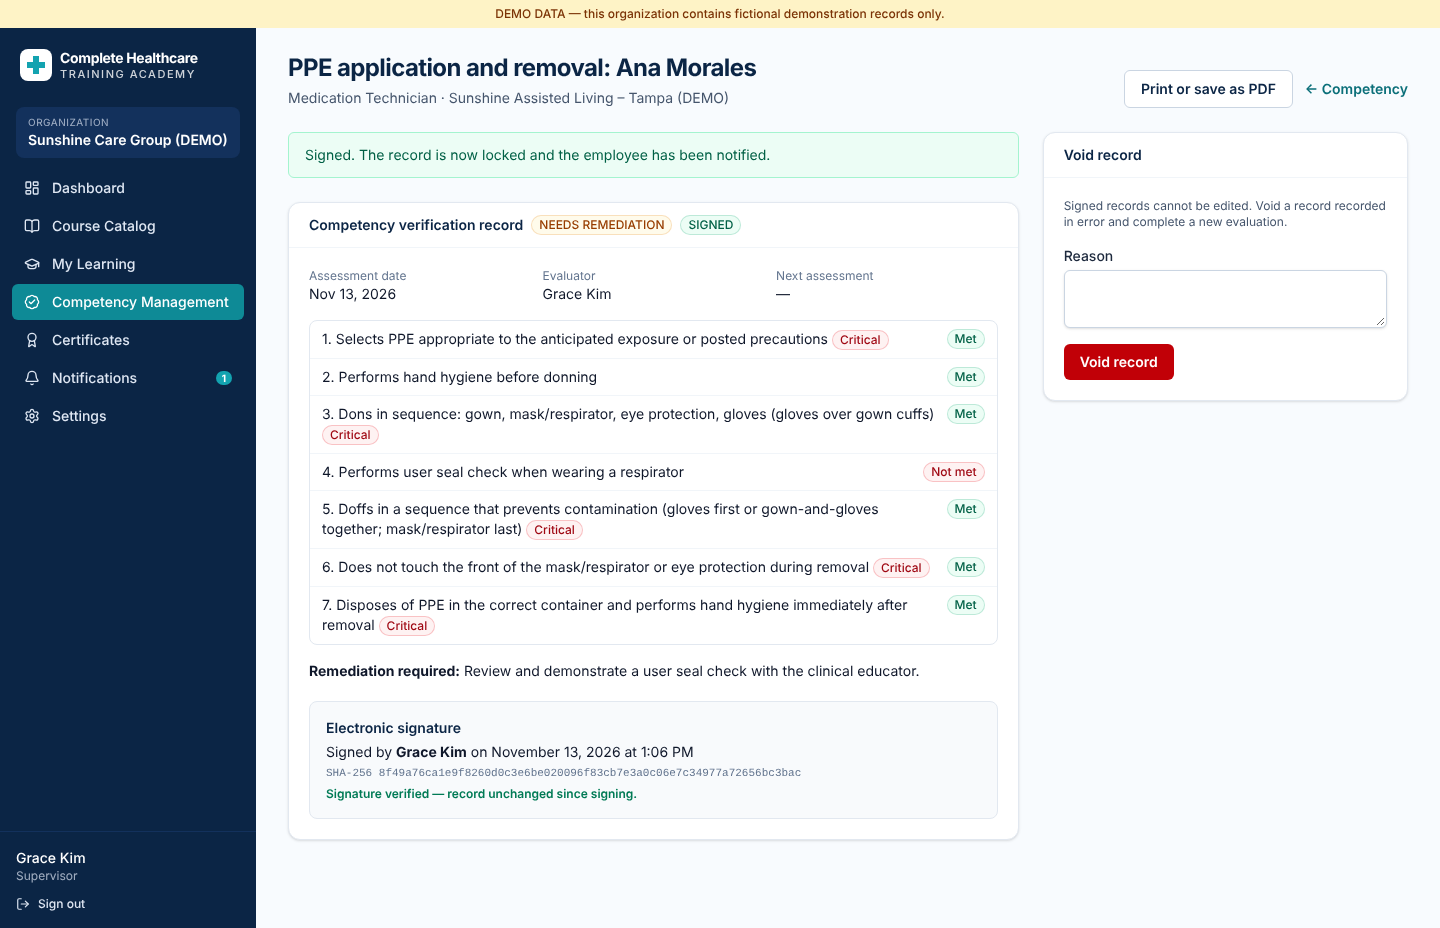 DEMO DATA — this organization contains fictional demonstration records only.
Complete Healthcare
TRAINING ACADEMY
ORGANIZATION
Sunshine Care Group (DEMO)
Dashboard
Course Catalog
My Learning
Competency Management
Certificates
Notifications 1
Settings
Grace Kim
Supervisor
Sign out
PPE application and removal: Ana Morales
Medication Technician · Sunshine Assisted Living – Tampa (DEMO)
Print or save as PDF
← Competency
Signed. The record is now locked and the employee has been notified.
Competency verification record NEEDS REMEDIATION SIGNED
Assessment date Evaluator Next assessment
Nov 13, 2026 Grace Kim —
1. Selects PPE appropriate to the anticipated exposure or posted precautions Critical Met
2. Performs hand hygiene before donning Met
3. Dons in sequence: gown, mask/respirator, eye protection, gloves (gloves over gown cuffs) Met
Critical
4. Performs user seal check when wearing a respirator Not met
5. Doffs in a sequence that prevents contamination (gloves first or gown-and-gloves Met
together; mask/respirator last) Critical
6. Does not touch the front of the mask/respirator or eye protection during removal Critical Met
7. Disposes of PPE in the correct container and performs hand hygiene immediately after Met
removal Critical
Remediation required: Review and demonstrate a user seal check with the clinical educator.
Electronic signature
Signed by Grace Kim on November 13, 2026 at 1:06 PM
SHA-256 8f49a76ca1e9f8260d0c3e6be020096f83cb7e3a0c06e7c34977a72656bc3bac
Signature verified — record unchanged since signing.
Void record
Signed records cannot be edited. Void a record recorded
in error and complete a new evaluation.
Reason
Void record